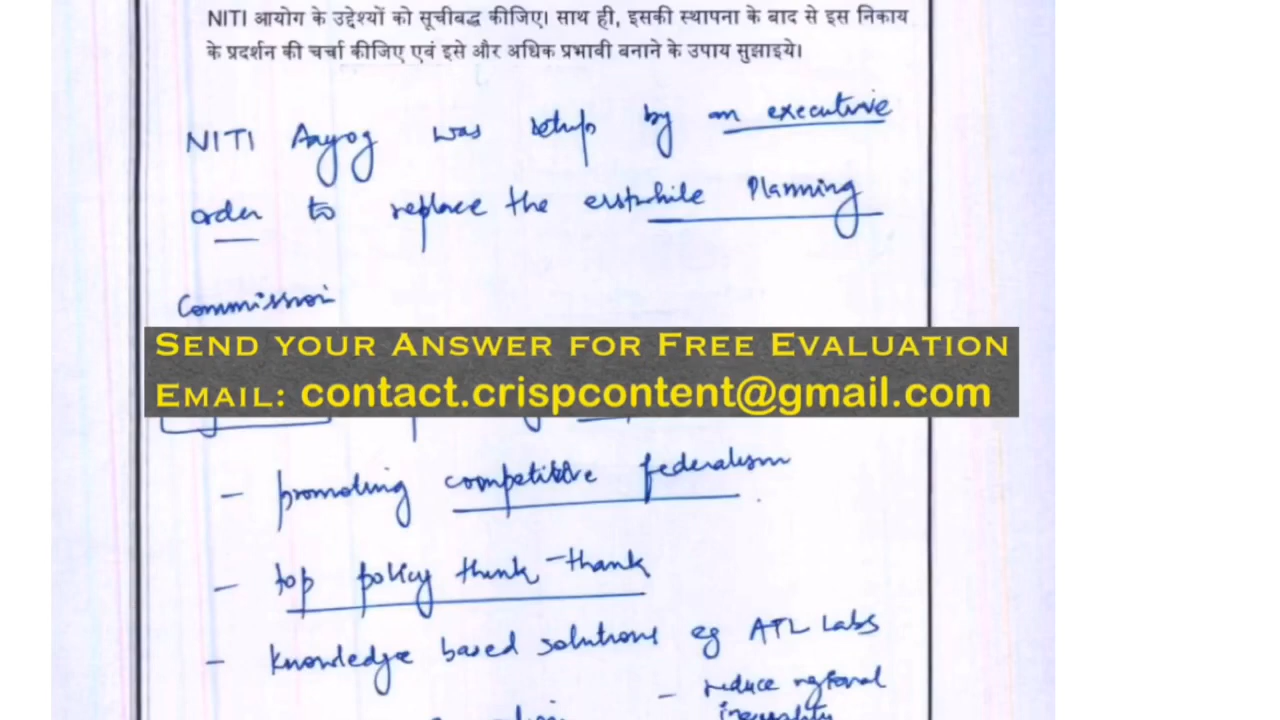 NITI आयोग के उद्देश्यों को सूचीबद्ध कीजिए। साथ ही, इसकी स्थापना के बाद से इस निकाय
के प्रदर्शन की चर्चा कीजिए एवं इसे और अधिक प्रभावी बनाने के उपाय सुझाइये।
NITI Aayog was setup by an executive
order to replace the erstwhile Planning
Commission
SEND YOUR ANSWER FOR FREE EVALUATION
EMAIL: contact.crispcontent@gmail.com
- promoting competitive federalism
- top policy think-thank
- knowledge based solutions eg ATL Labs
- reduce regional
inequality